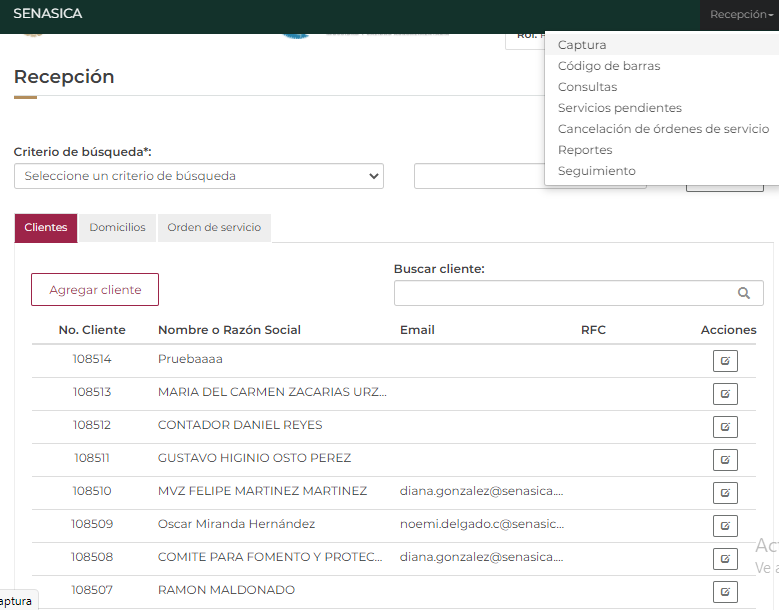 SENASICA
Recepción
Rol:
Captura
Código de barras
Consultas
Servicios pendientes
Cancelación de órdenes de servicio
Reportes
Seguimiento
Recepción
Criterio de búsqueda*:
Seleccione un criterio de búsqueda
Clientes Domicilios Orden de servicio
Agregar cliente
Buscar cliente:
No. Cliente Nombre o Razón Social Email RFC Acciones
108514 Pruebaaaa
108513 MARIA DEL CARMEN ZACARIAS URZ...
108512 CONTADOR DANIEL REYES
108511 GUSTAVO HIGINIO OSTO PEREZ
108510 MVZ FELIPE MARTINEZ MARTINEZ diana.gonzalez@senasica....
108509 Oscar Miranda Hernández noemi.delgado.c@senasic...
108508 COMITE PARA FOMENTO Y PROTEC... diana.gonzalez@senasica....
108507 RAMON MALDONADO
Ac
Ve a
aptura